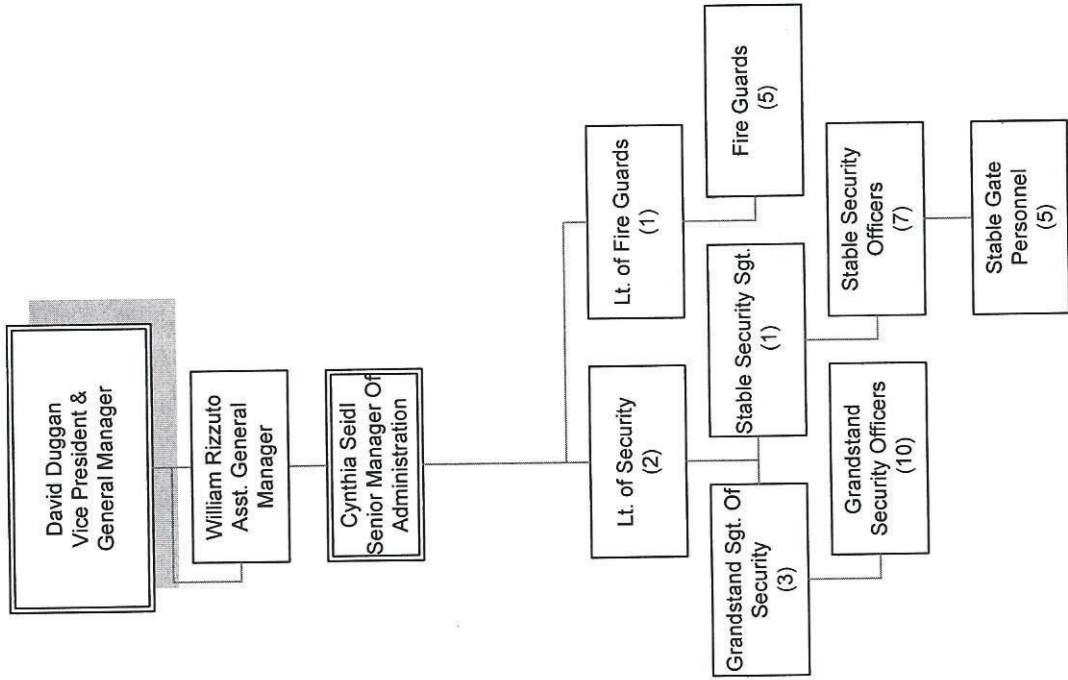 David Duggan
Vice President &
General Manager
William Rizzuto
Asst. General
Manager
Cynthia Seidl
Senior Manager Of
Administration
Lt. of Security
(2)
Lt. of Fire Guards
(1)
Grandstand Sgt. Of
Security
(3)
Stable Security Sgt.
(1)
Fire Guards
(5)
Grandstand
Security Officers
(10)
Stable Security
Officers
(7)
Stable Gate
Personnel
(5)